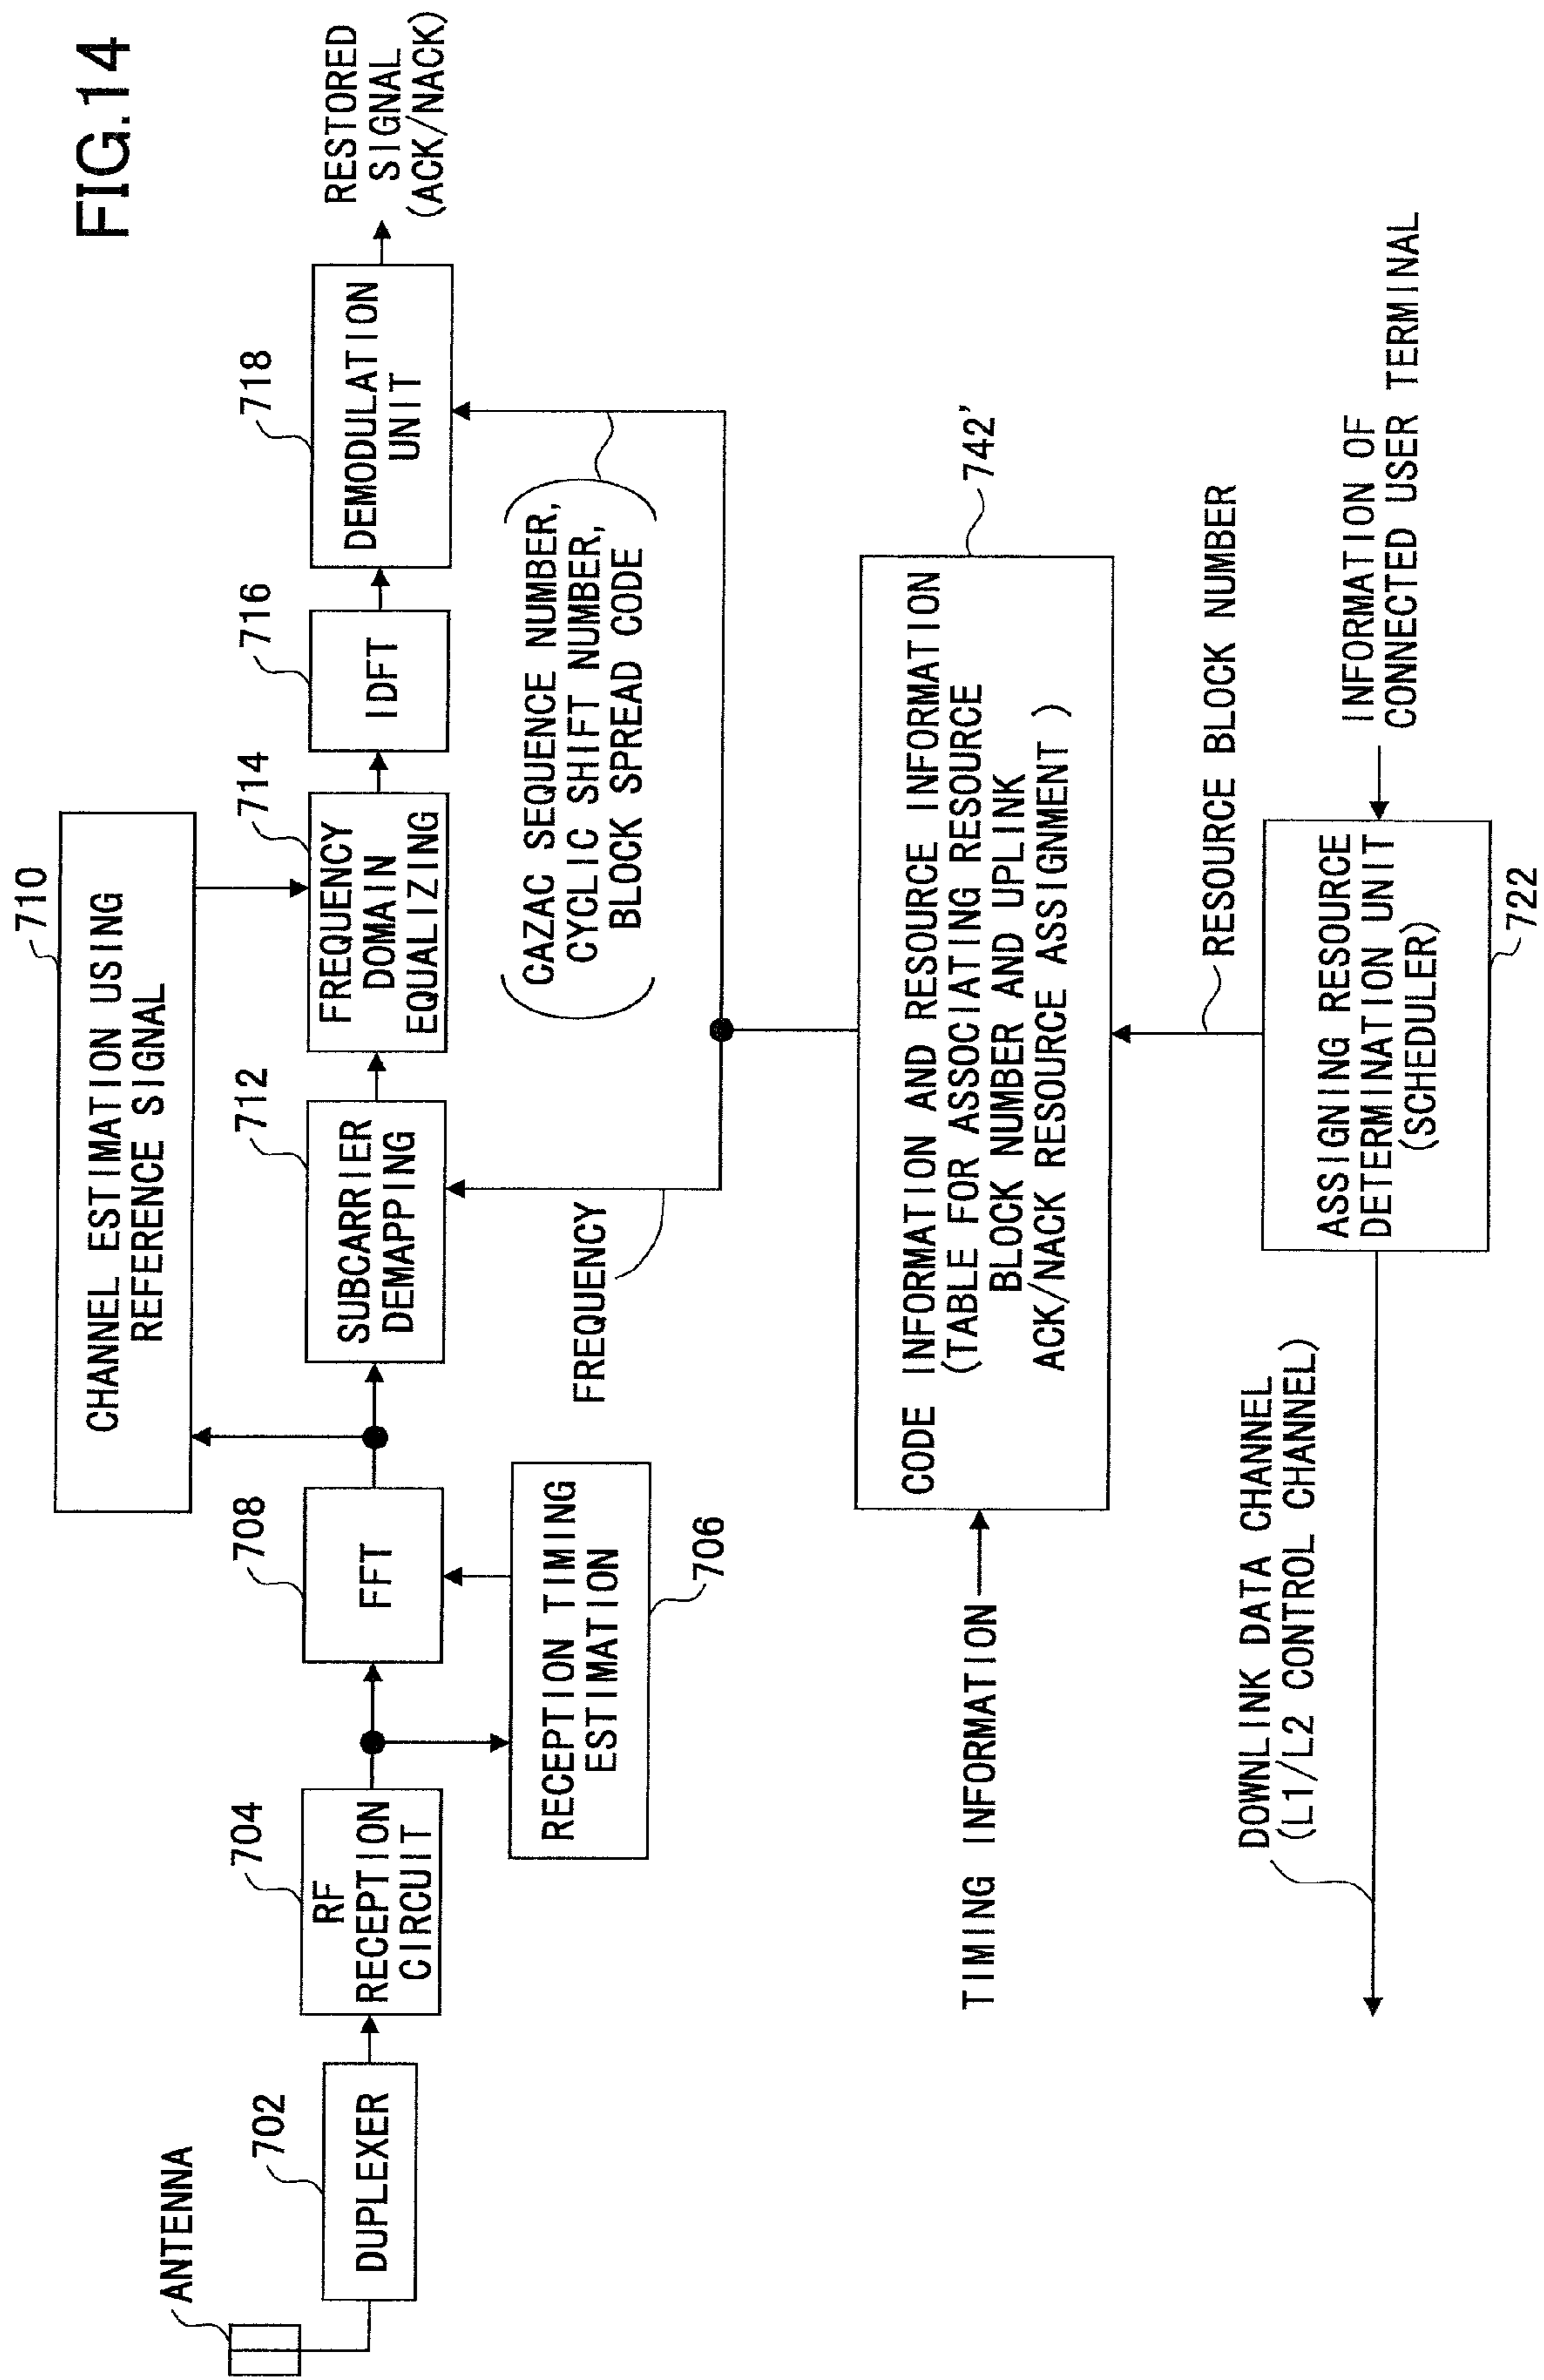 FIG.14
ANTENNA
702
DUPLEXER
704
RF
RECEPTION
CIRCUIT
706
RECEPTION TIMING
ESTIMATION
708
FFT
710
CHANNEL ESTIMATION USING
REFERENCE SIGNAL
712
SUBCARRIER
DEMAPPING
714
FREQUENCY
DOMAIN
EQUALIZING
716
IDFT
718
DEMODULATION
UNIT
RESTORED
SIGNAL
(ACK/NACK)
FREQUENCY
(CAZAC SEQUENCE NUMBER,
CYCLIC SHIFT NUMBER,
BLOCK SPREAD CODE)
742'
CODE INFORMATION AND RESOURCE INFORMATION
(TABLE FOR ASSOCIATING RESOURCE
BLOCK NUMBER AND UPLINK
ACK/NACK RESOURCE ASSIGNMENT )
TIMING INFORMATION
RESOURCE BLOCK NUMBER
ASSIGNING RESOURCE
DETERMINATION UNIT
(SCHEDULER)
722
INFORMATION OF
CONNECTED USER TERMINAL
DOWNLINK DATA CHANNEL
(L1/L2 CONTROL CHANNEL)